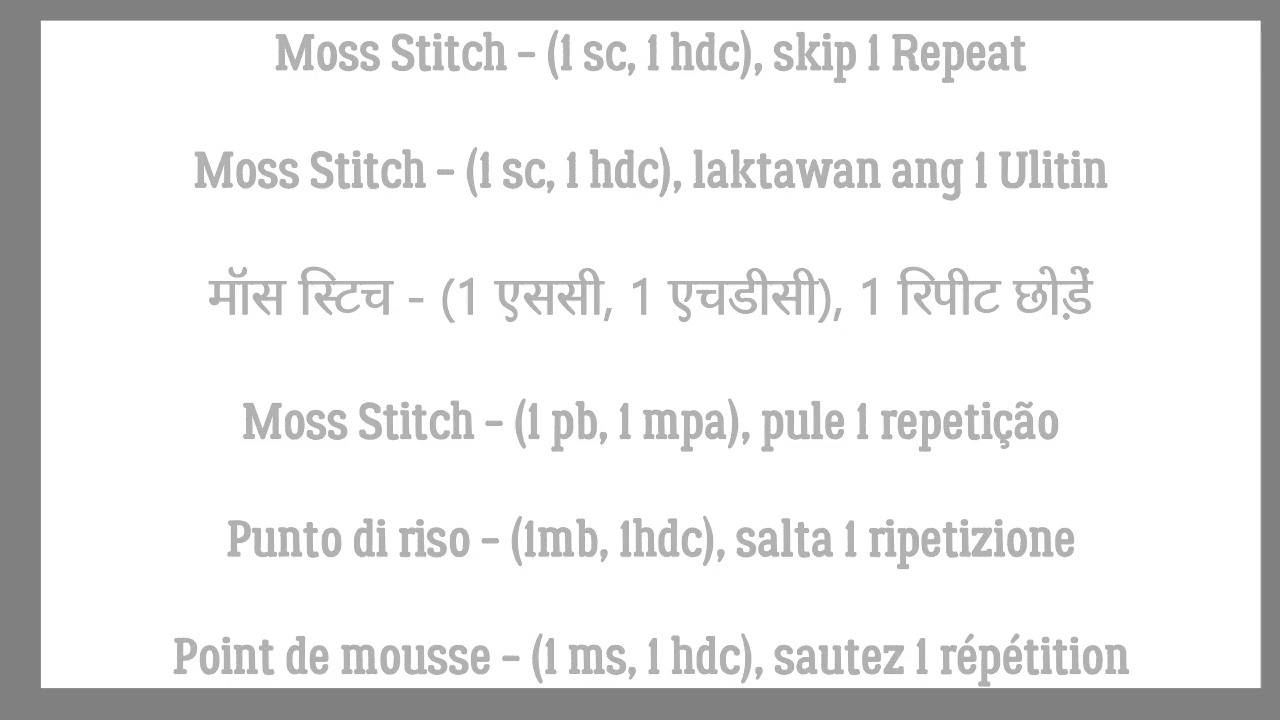 Moss Stitch - (1 sc, 1 hdc), skip 1 Repeat
Moss Stitch - (1 sc, 1 hdc), laktawan ang 1 Ulitin
मॉस स्टिच - (1 एससी, 1 एचडीसी), 1 रिपीट छोड़ें
Moss Stitch - (1 pb, 1 mpa), pule 1 repetição
Punto di riso - (1mb, 1hdc), salta 1 ripetizione
Point de mousse - (1 ms, 1 hdc), sautez 1 répétition